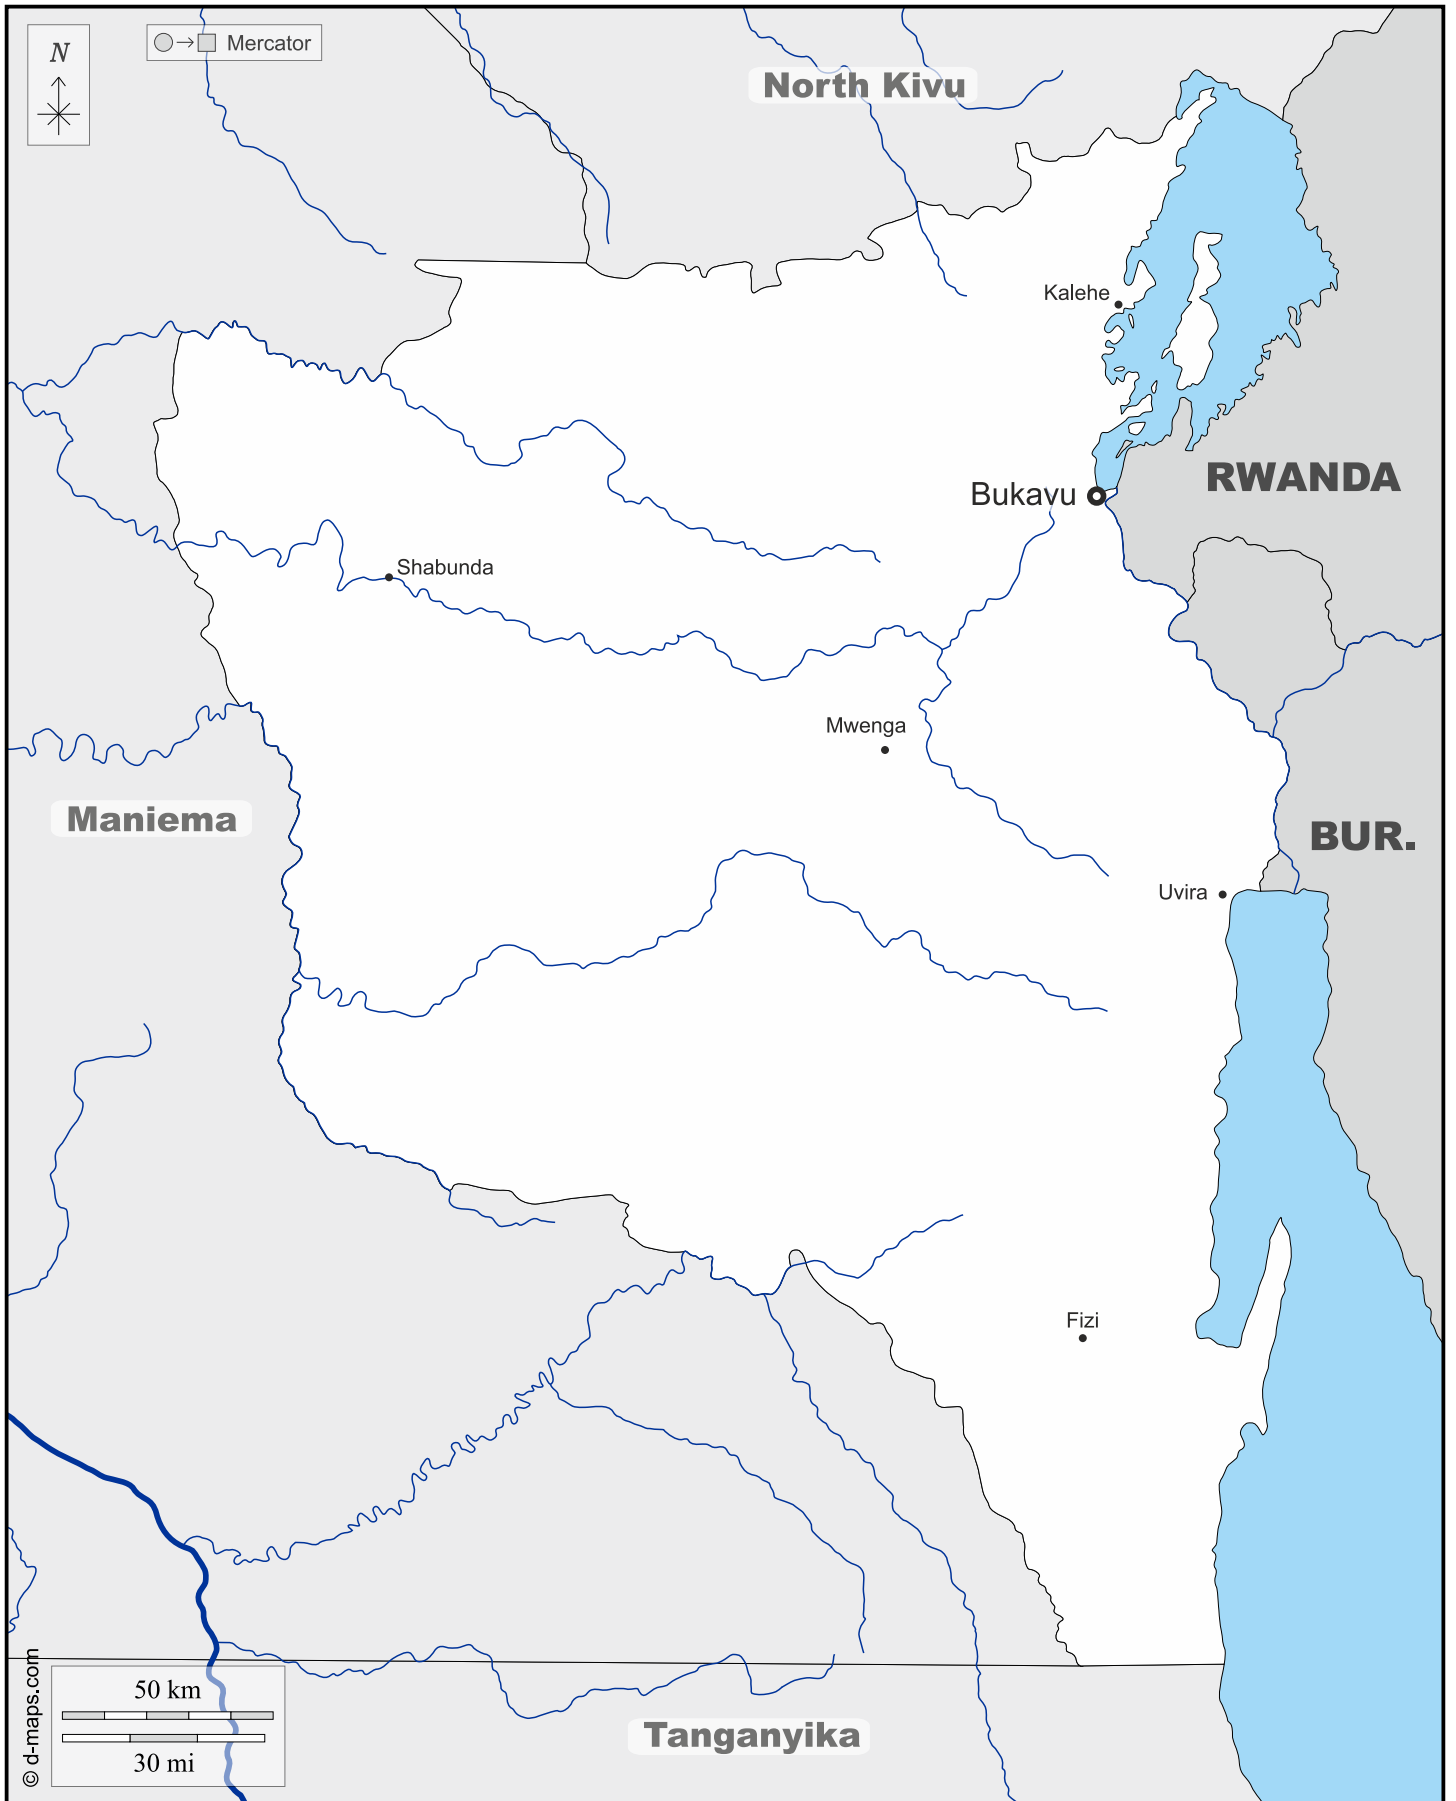 N
Mercator
North Kivu
Kalehe
RWANDA
Bukavu
Shabunda
Mwenga
Maniema
BUR.
Uvira
Fizi
© d-maps.com
50 km
30 mi
Tanganyika